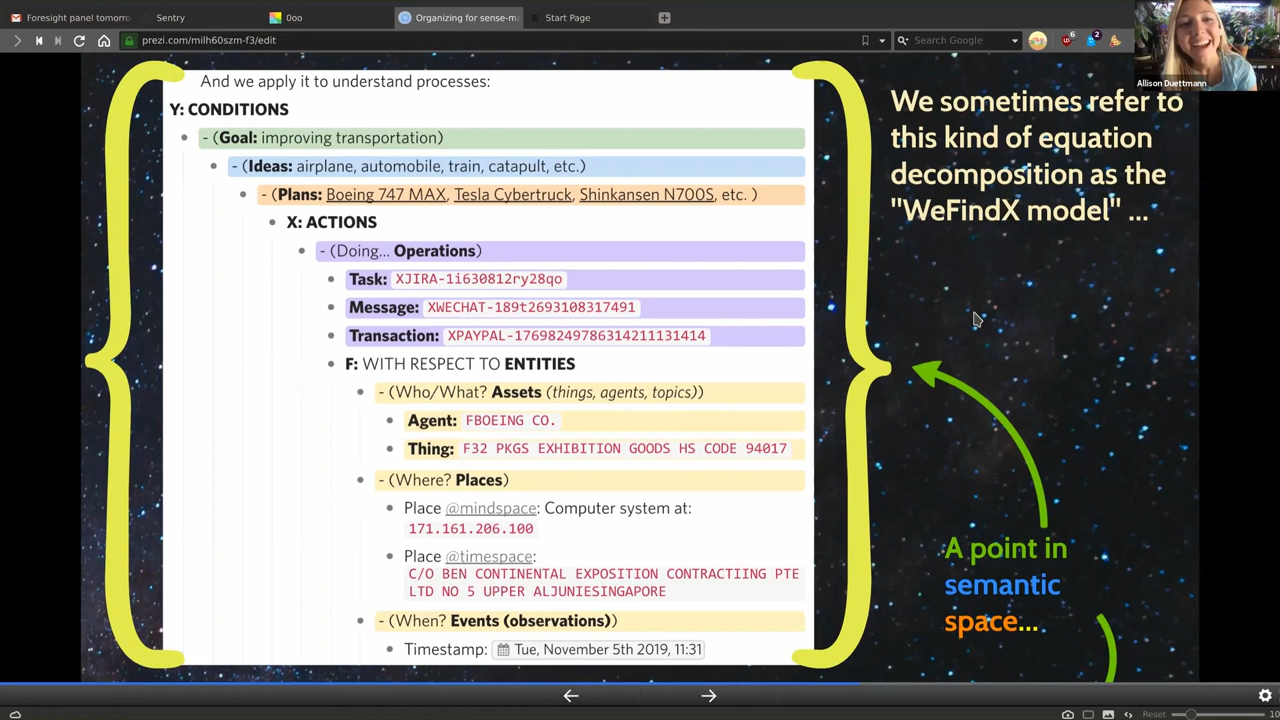 Foresight panel tomorro
Sentry
0oo
Organizing for sense-m
Start Page
prezi.com/milh60szm-f3/edit
Search Google
6
2
Allison Duettmann
And we apply it to understand processes:
Y: CONDITIONS
- (Goal: improving transportation)
- (Ideas: airplane, automobile, train, catapult, etc.)
- (Plans: Boeing 747 MAX, Tesla Cybertruck, Shinkansen N700S, etc. )
X: ACTIONS
- (Doing... Operations)
Task: XJIRA-1i630812ry28qo
Message: XWECHAT-189t2693108317491
Transaction: XPAYPAL-17698249786314211131414
F: WITH RESPECT TO ENTITIES
- (Who/What? Assets (things, agents, topics))
Agent: FBOEING CO.
Thing: F32 PKGS EXHIBITION GOODS HS CODE 94017
- (Where? Places)
Place @mindspace: Computer system at:
171.161.206.100
Place @timespace:
C/O BEN CONTINENTAL EXPOSITION CONTRACTIING PTE
LTD NO 5 UPPER ALJUNIESINGAPORE
- (When? Events (observations))
Timestamp: Tue, November 5th 2019, 11:31
We sometimes refer to
this kind of equation
decomposition as the
"WeFindX model" ...
A point in
semantic
space...
Reset
10